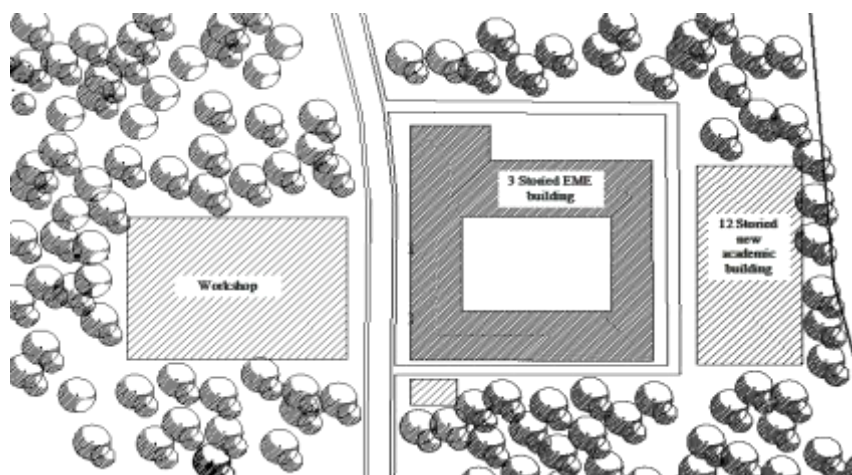 3 Storied EME
building
12 Storied
new
academic
building
Workshop